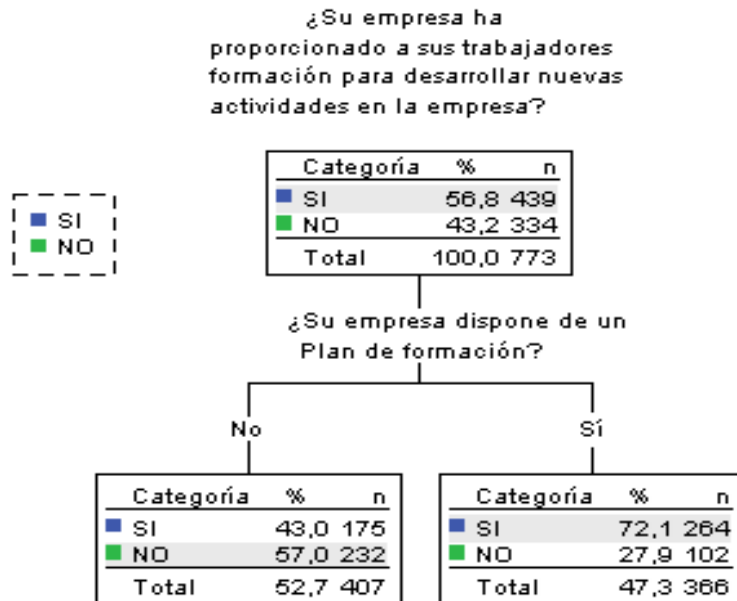 ¿Su empresa ha
proporcionado a sus trabajadores
formación para desarrollar nuevas
actividades en la empresa?
Categoría % n
SI 56,8 439
NO 43,2 334
Total 100,0 773
SI
NO
¿Su empresa dispone de un
Plan de formación?
No
Sí
Categoría % n
SI 43,0 175
NO 57,0 232
Total 52,7 407
Categoría % n
SI 72,1 264
NO 27,9 102
Total 47,3 366